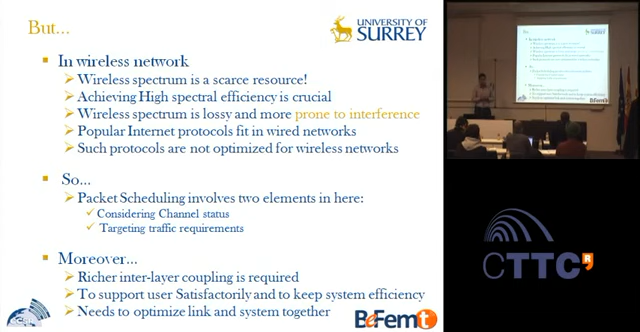 But...
UNIVERSITY OF
SURREY
In wireless network
Wireless spectrum is a scarce resource!
Achieving High spectral efficiency is crucial
Wireless spectrum is lossy and more prone to interference
Popular Internet protocols fit in wired networks
Such protocols are not optimized for wireless networks
So...
Packet Scheduling involves two elements in here:
Considering Channel status
Targeting traffic requirements
Moreover...
Richer inter-layer coupling is required
To support user Satisfactorily and to keep system efficiency
Needs to optimize link and system together
BeFemt
CTTC